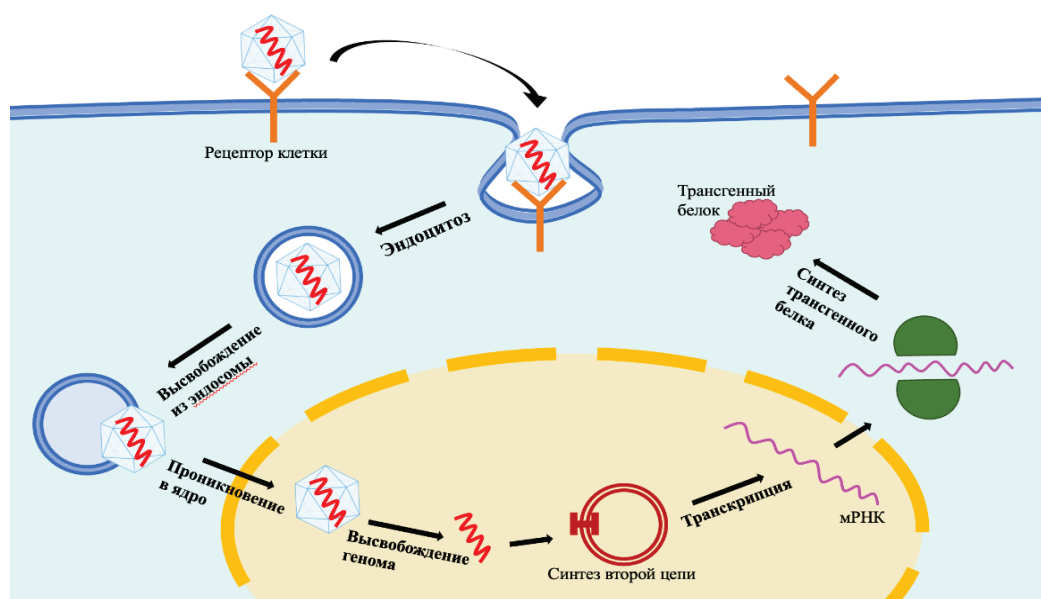 Рецептор клетки
Эндоцитоз
Высвобождение
из эндосомы
Проникновение
в ядро
Высвобождение
генома
Синтез второй цепи
Транскрипция
мРНК
Синтез
трансгенного
белка
Трансгенный
белок